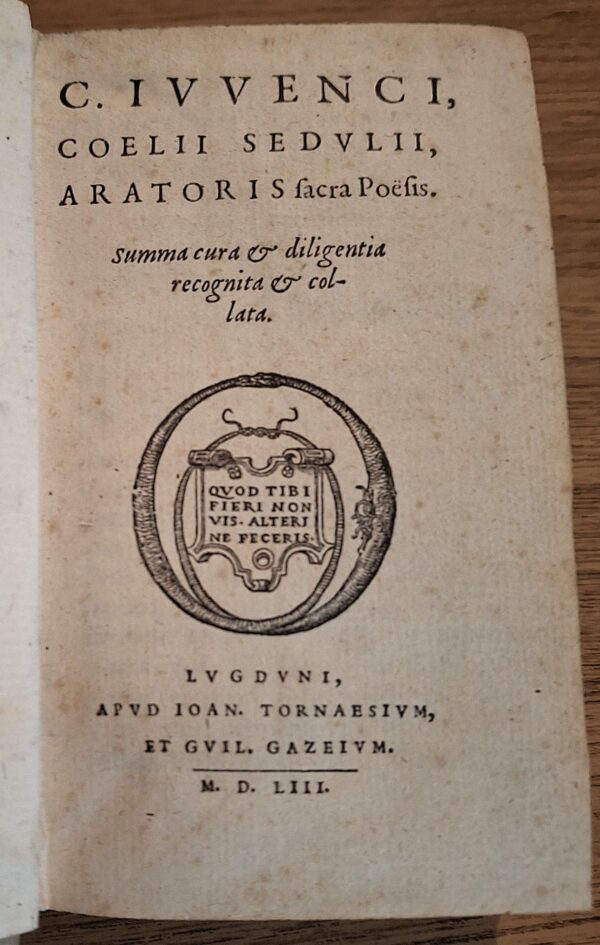 C. IVVENCI,
COELII SEDVLII,
ARATORIS ſacra Poëſis.
Summa cura & diligentia
recognita & col-
lata.
QVOD TIBI
FIERI NON
VIS. ALTERI
NE FECERIS.
LVGDVNI,
APVD IOAN. TORNAESIVM,
ET GVIL. GAZEIVM.
M. D. LIII.